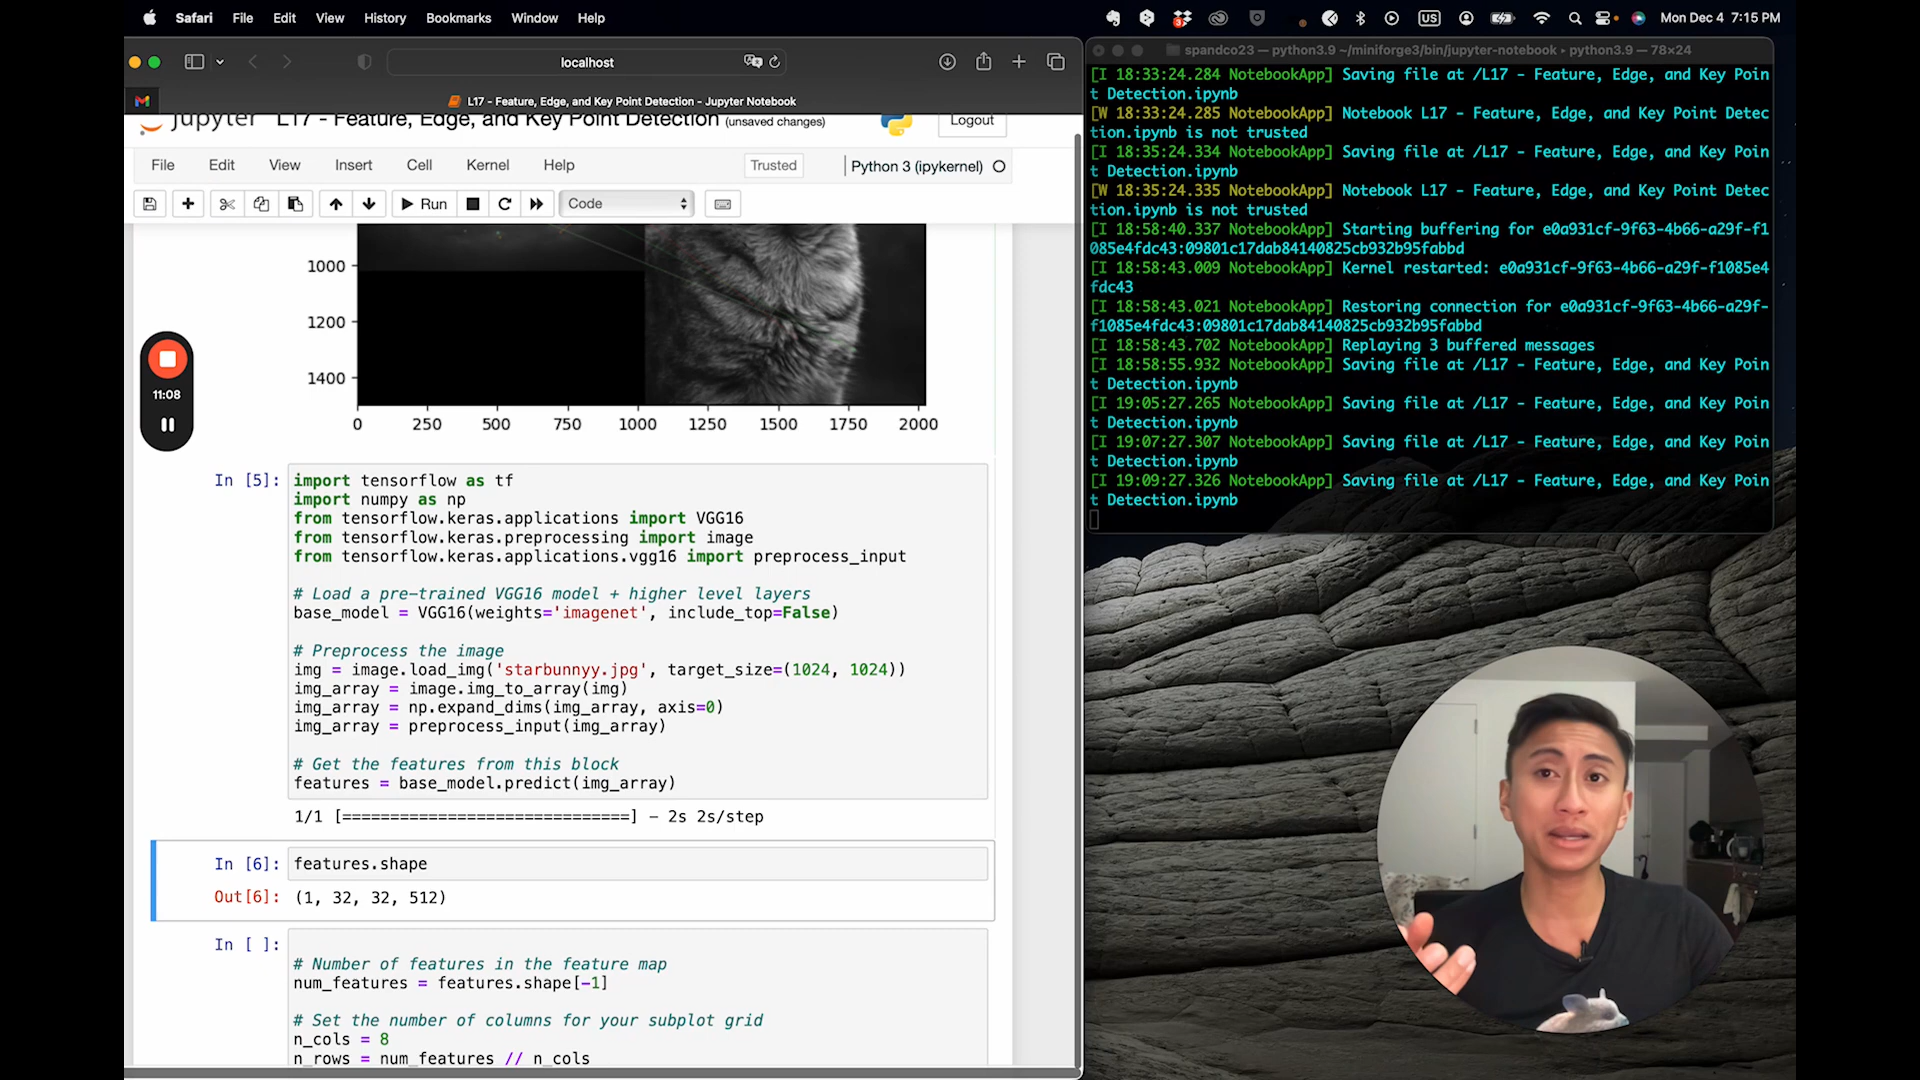 Safari File Edit View History Bookmarks Window Help
US
Mon Dec 4 7:15 PM
localhost
L17 - Feature, Edge, and Key Point Detection - Jupyter Notebook
jupyter L17 - Feature, Edge, and Key Point Detection (unsaved changes)
Logout
File Edit View Insert Cell Kernel Help
Trusted
Python 3 (ipykernel)
Run
Code
1000
1200
1400
0 250 500 750 1000 1250 1500 1750 2000
11:08
In [5]:
import tensorflow as tf
import numpy as np
from tensorflow.keras.applications import VGG16
from tensorflow.keras.preprocessing import image
from tensorflow.keras.applications.vgg16 import preprocess_input
# Load a pre-trained VGG16 model + higher level layers
base_model = VGG16(weights='imagenet', include_top=False)
# Preprocess the image
img = image.load_img('starbunnyy.jpg', target_size=(1024, 1024))
img_array = image.img_to_array(img)
img_array = np.expand_dims(img_array, axis=0)
img_array = preprocess_input(img_array)
# Get the features from this block
features = base_model.predict(img_array)
1/1 [==============================] - 2s 2s/step
In [6]: features.shape
Out[6]: (1, 32, 32, 512)
In [ ]:
# Number of features in the feature map
num_features = features.shape[-1]
# Set the number of columns for your subplot grid
n_cols = 8
n_rows = num_features // n_cols
spandco23 — python3.9 ~/miniforge3/bin/jupyter-notebook ▸ python3.9 — 78×24
[I 18:33:24.284 NotebookApp] Saving file at /L17 - Feature, Edge, and Key Poin
t Detection.ipynb
[W 18:33:24.285 NotebookApp] Notebook L17 - Feature, Edge, and Key Point Detec
tion.ipynb is not trusted
[I 18:35:24.334 NotebookApp] Saving file at /L17 - Feature, Edge, and Key Poin
t Detection.ipynb
[W 18:35:24.335 NotebookApp] Notebook L17 - Feature, Edge, and Key Point Detec
tion.ipynb is not trusted
[I 18:58:40.337 NotebookApp] Starting buffering for e0a931cf-9f63-4b66-a29f-f1
085e4fdc43:09801c17dab84140825cb932b95fabbd
[I 18:58:43.009 NotebookApp] Kernel restarted: e0a931cf-9f63-4b66-a29f-f1085e4
fdc43
[I 18:58:43.021 NotebookApp] Restoring connection for e0a931cf-9f63-4b66-a29f-
f1085e4fdc43:09801c17dab84140825cb932b95fabbd
[I 18:58:43.702 NotebookApp] Replaying 3 buffered messages
[I 18:58:55.932 NotebookApp] Saving file at /L17 - Feature, Edge, and Key Poin
t Detection.ipynb
[I 19:05:27.265 NotebookApp] Saving file at /L17 - Feature, Edge, and Key Poin
t Detection.ipynb
[I 19:07:27.307 NotebookApp] Saving file at /L17 - Feature, Edge, and Key Poin
t Detection.ipynb
[I 19:09:27.326 NotebookApp] Saving file at /L17 - Feature, Edge, and Key Poin
t Detection.ipynb